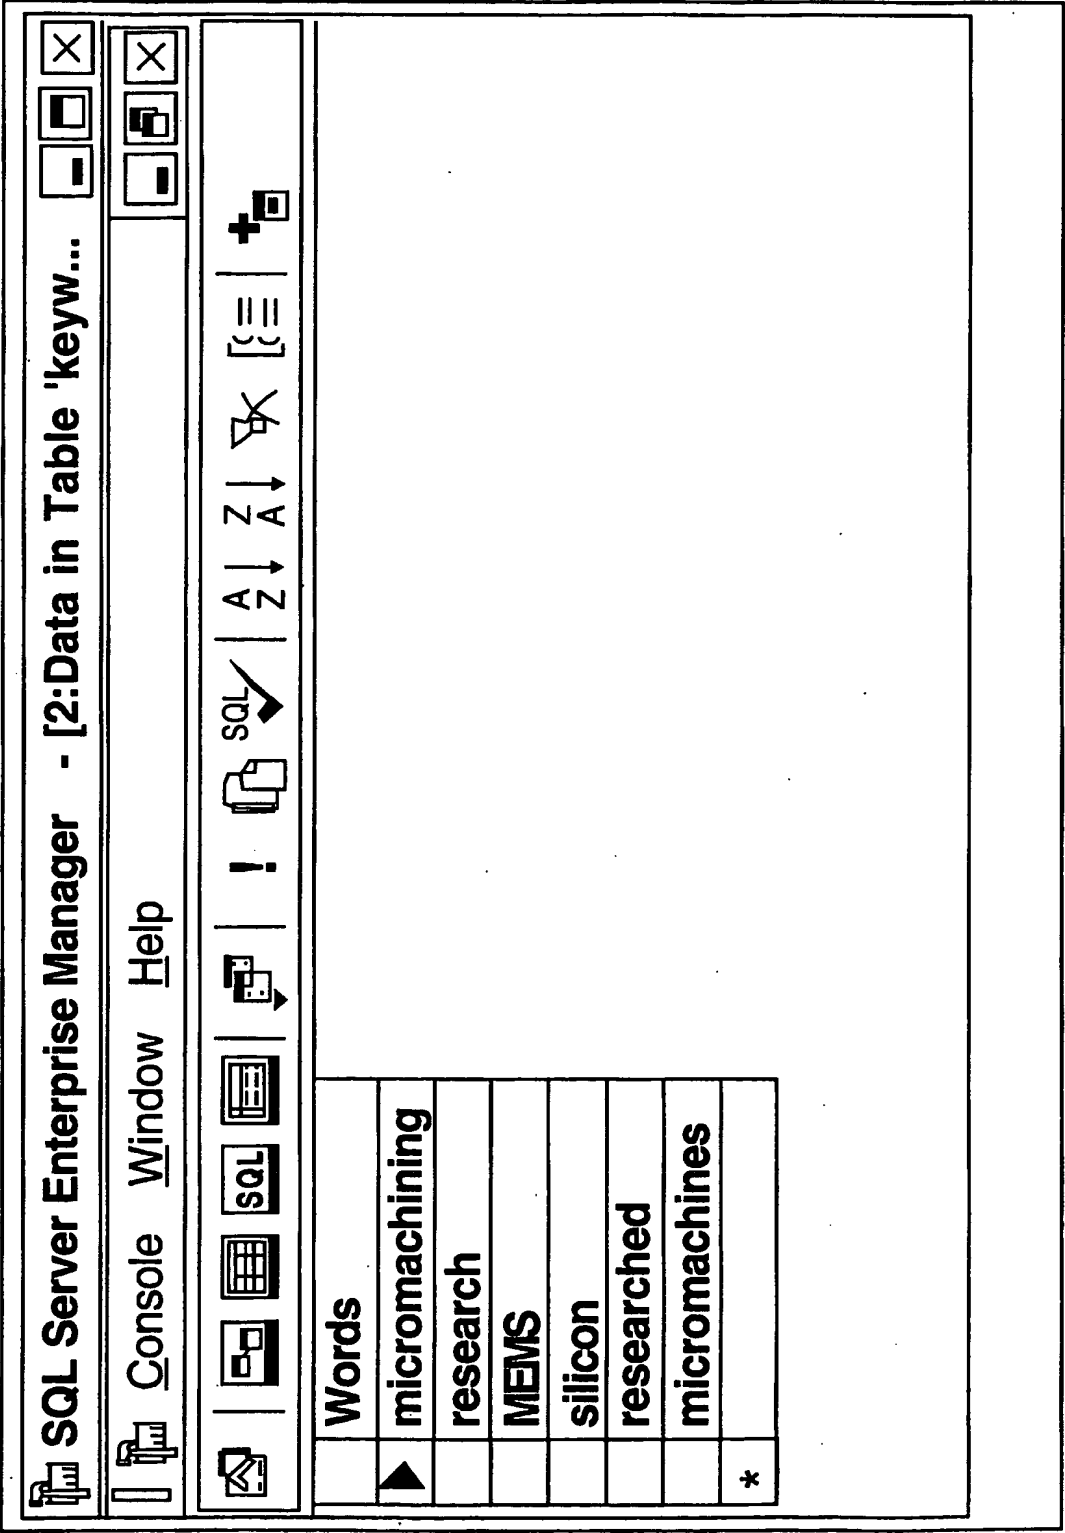 SQL Server Enterprise Manager - [2:Data in Table 'keyw...
Console Window Help
SQL ! SQL A Z Z A
Words
micromachining
research
MEMS
silicon
researched
micromachines
*